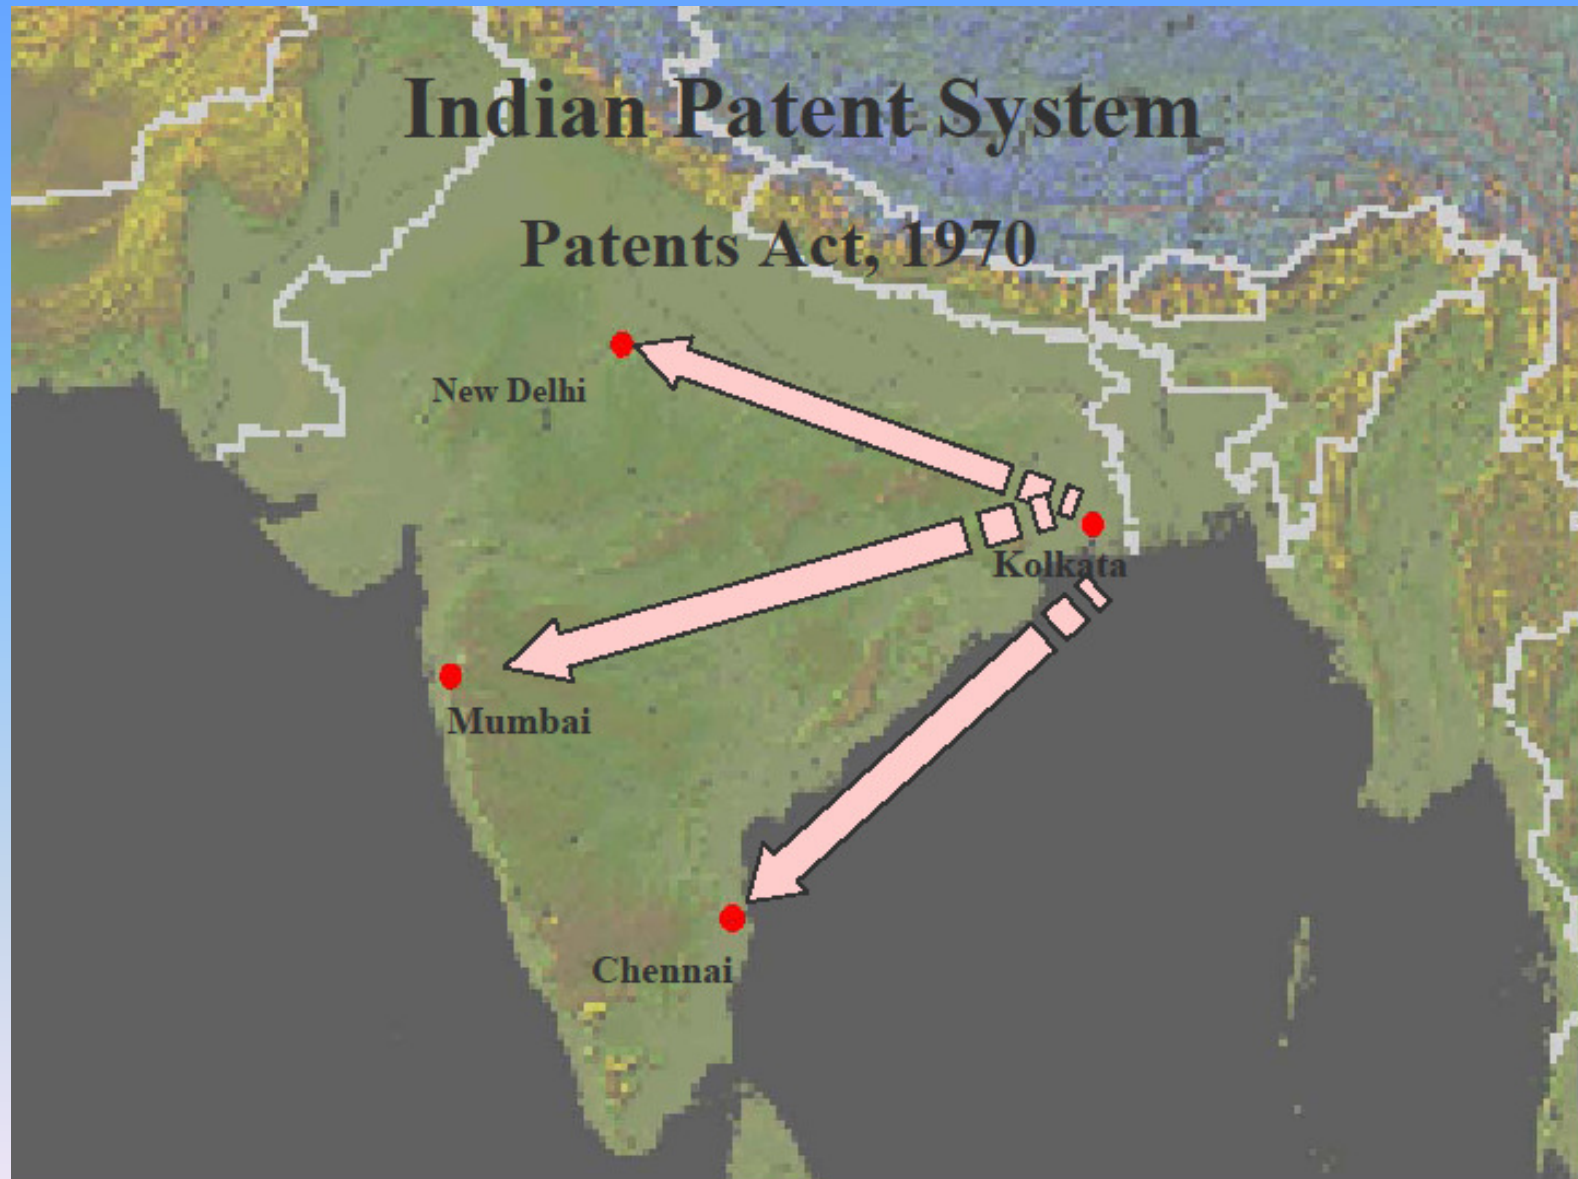 Indian Patent System
Patents Act, 1970
New Delhi
Kolkata
Mumbai
Chennai